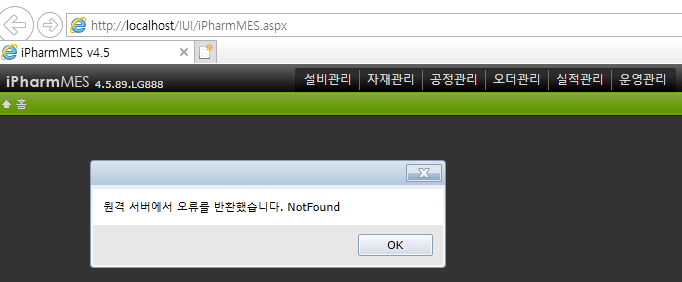 http://localhost/IUI/iPharmMES.aspx
iPharmMES v4.5
iPharmMES 4.5.89.LG888 설비관리 자재관리 공정관리 오더관리 실적관리 운영관리
홈
원격 서버에서 오류를 반환했습니다. NotFound
OK